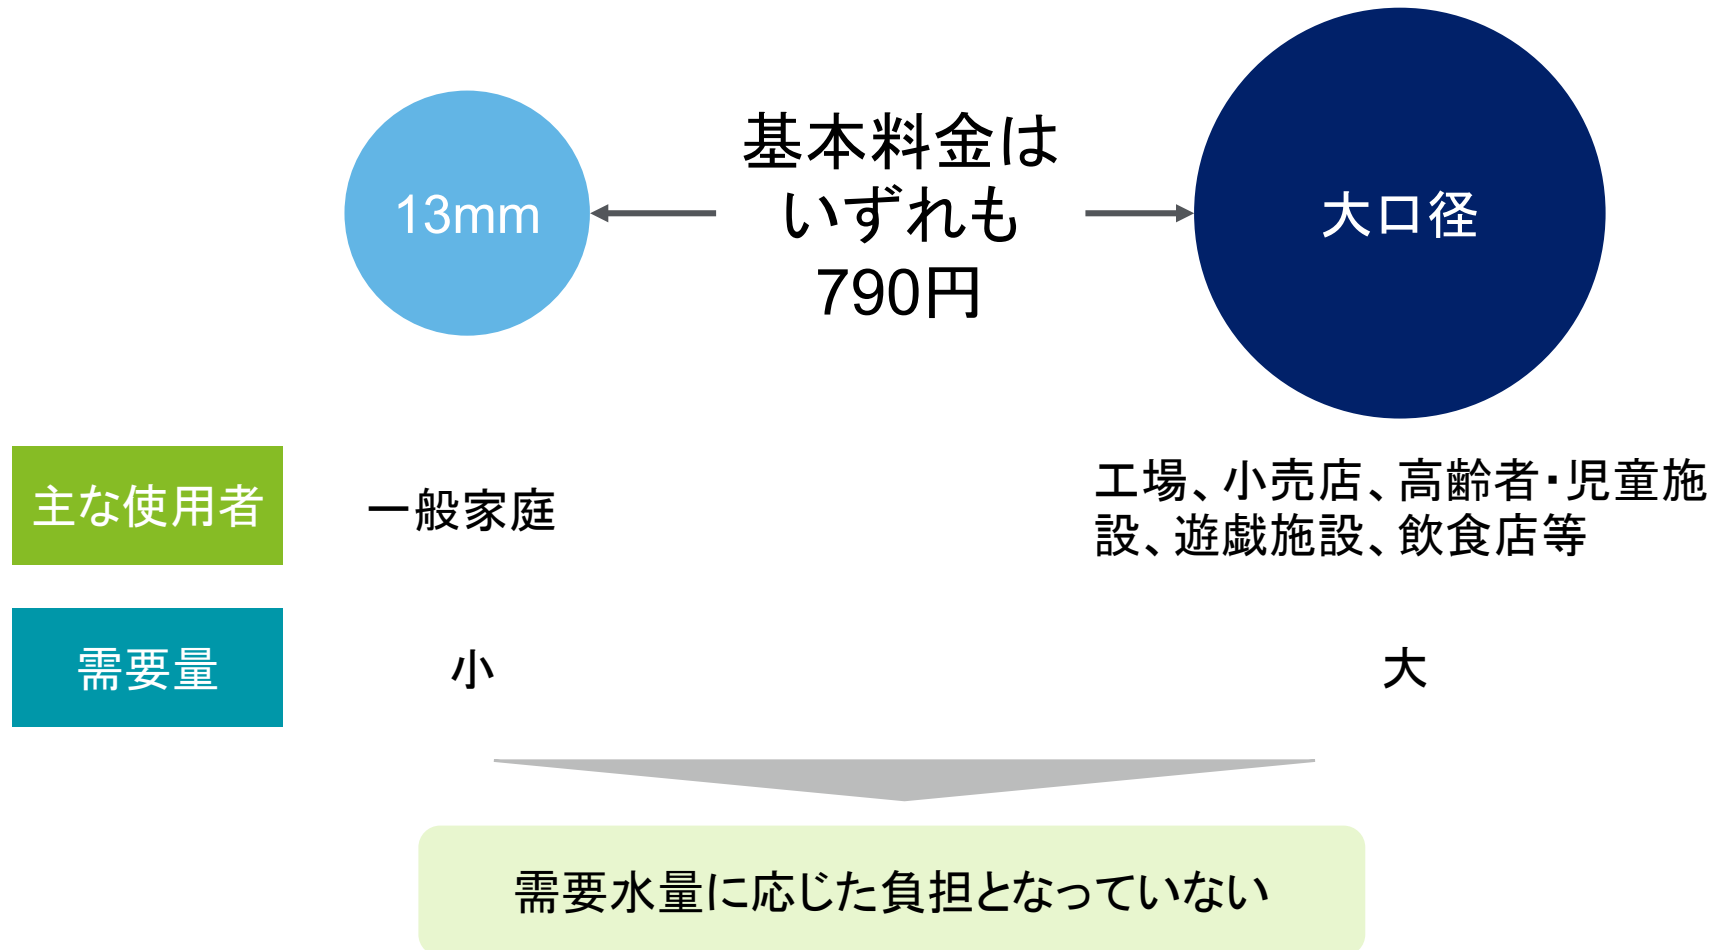 13mm
基本料金は
いずれも
790円
大口径
主な使用者
一般家庭
工場、小売店、高齢者・児童施
設、遊戯施設、飲食店等
需要量
小
大
需要水量に応じた負担となっていない